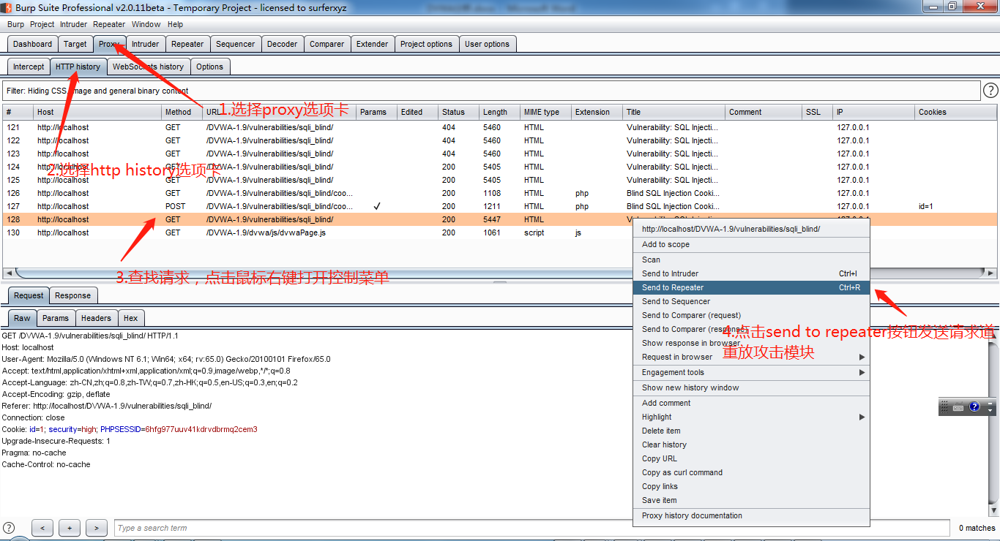 Burp Suite Professional v2.0.11beta - Temporary Project - licensed to surferxyz
Burp Project Intruder Repeater Window Help
Dashboard Target Proxy Intruder Repeater Sequencer Decoder Comparer Extender Project options User options
Intercept HTTP history WebSockets history Options
Filter: Hiding CSS, image and general binary content
# Host Method URL Params Edited Status Length MIME type Extension Title Comment SSL IP Cookies
1.选择proxy选项卡
121 http://localhost GET /DVWA-1.9/vulnerabilities/sqli_blind/ 404 5460 HTML Vulnerability: SQL Injecti... 127.0.0.1
122 http://localhost GET /DVWA-1.9/vulnerabilities/sqli_blind/ 404 5460 HTML Vulnerability: SQL Injecti... 127.0.0.1
123 http://localhost GET /DVWA-1.9/vulnerabilities/sqli_blind/ 404 5460 HTML Vulnerability: SQL Injecti... 127.0.0.1
124 http://localhost GET /DVWA-1.9/vulnerabilities/sqli_blind/ 200 5405 HTML Vulnerability: SQL Injecti... 127.0.0.1
2.选择http history选项卡
125 http://localhost GET /DVWA-1.9/vulnerabilities/sqli_blind/ 200 5405 HTML Vulnerability: SQL Injecti... 127.0.0.1
126 http://localhost GET /DVWA-1.9/vulnerabilities/sqli_blind/coo... 200 1108 HTML php Blind SQL Injection Cooki... 127.0.0.1
127 http://localhost POST /DVWA-1.9/vulnerabilities/sqli_blind/coo... ✓ 200 1211 HTML php Blind SQL Injection Cooki... 127.0.0.1 id=1
128 http://localhost GET /DVWA-1.9/vulnerabilities/sqli_blind/ 200 5447 HTML Vulnerability: SQL Injecti... 127.0.0.1
130 http://localhost GET /DVWA-1.9/dvwa/js/dvwaPage.js 200 1061 script js
3.查找请求，点击鼠标右键打开控制菜单
http://localhost/DVWA-1.9/vulnerabilities/sqli_blind/
Add to scope
Scan
Send to Intruder Ctrl+I
Send to Repeater Ctrl+R
Send to Sequencer
Send to Comparer (request)
Send to Comparer (response)
Show response in browser
Request in browser
Engagement tools
Show new history window
Add comment
Highlight
Delete item
Clear history
Copy URL
Copy as curl command
Copy links
Save item
Proxy history documentation
4.点击send to repeater按钮发送请求道
重放攻击模块
Request Response
Raw Params Headers Hex
GET /DVWA-1.9/vulnerabilities/sqli_blind/ HTTP/1.1
Host: localhost
User-Agent: Mozilla/5.0 (Windows NT 6.1; Win64; x64; rv:65.0) Gecko/20100101 Firefox/65.0
Accept: text/html,application/xhtml+xml,application/xml;q=0.9,image/webp,*/*;q=0.8
Accept-Language: zh-CN,zh;q=0.8,zh-TW;q=0.7,zh-HK;q=0.5,en-US;q=0.3,en;q=0.2
Accept-Encoding: gzip, deflate
Referer: http://localhost/DVWA-1.9/vulnerabilities/sqli_blind/
Connection: close
Cookie: id=1; security=high; PHPSESSID=6hfg977uuv41kdrvdbrmq2cem3
Upgrade-Insecure-Requests: 1
Pragma: no-cache
Cache-Control: no-cache
? < + > Type a search term 0 matches